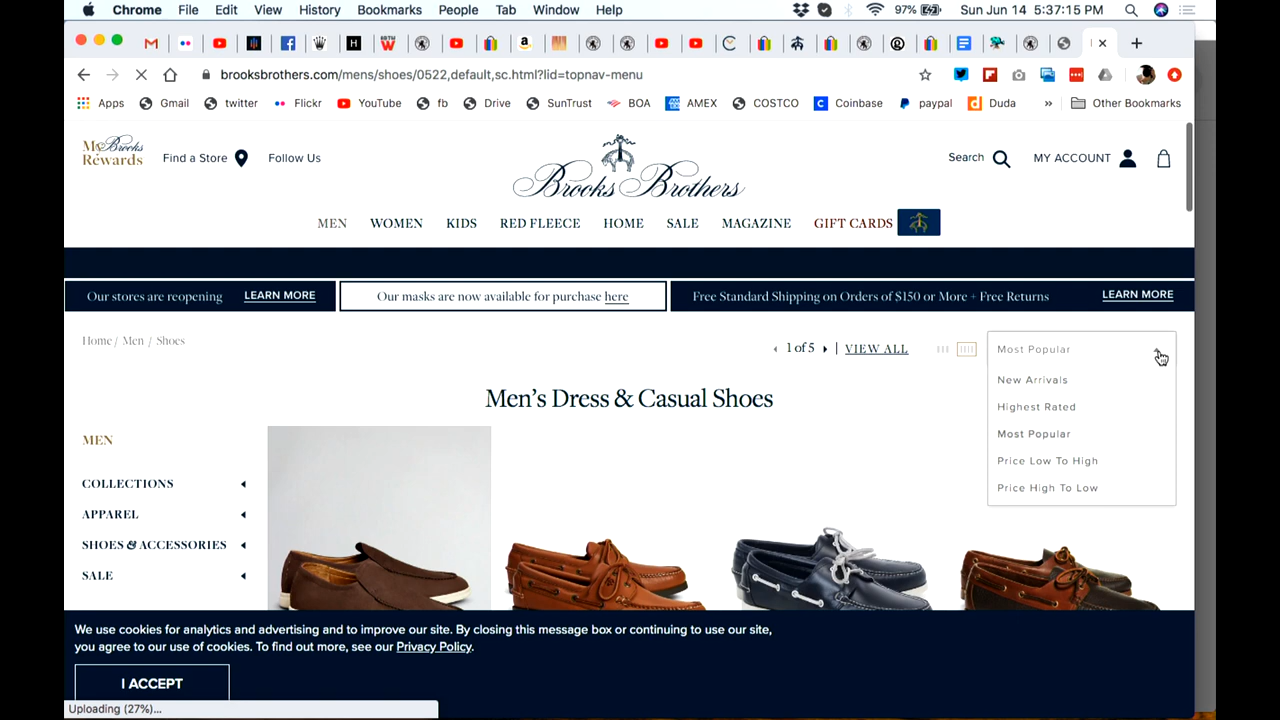 Chrome File Edit View History Bookmarks People Tab Window Help 97% Sun Jun 14 5:37:15 PM
brooksbrothers.com/mens/shoes/0522,default,sc.html?lid=topnav-menu
Apps Gmail twitter Flickr YouTube fb Drive SunTrust BOA AMEX COSTCO Coinbase paypal Duda » Other Bookmarks
My Brooks Rewards
Find a Store Follow Us
Brooks Brothers
Search MY ACCOUNT
MEN WOMEN KIDS RED FLEECE HOME SALE MAGAZINE GIFT CARDS
Our stores are reopening LEARN MORE
Our masks are now available for purchase here
Free Standard Shipping on Orders of $150 or More + Free Returns LEARN MORE
Home / Men / Shoes
1 of 5 | VIEW ALL
Most Popular
New Arrivals
Highest Rated
Most Popular
Price Low To High
Price High To Low
Men's Dress & Casual Shoes
MEN
COLLECTIONS
APPAREL
SHOES & ACCESSORIES
SALE
We use cookies for analytics and advertising and to improve our site. By closing this message box or continuing to use our site,
you agree to our use of cookies. To find out more, see our Privacy Policy.
I ACCEPT
Uploading (27%)...